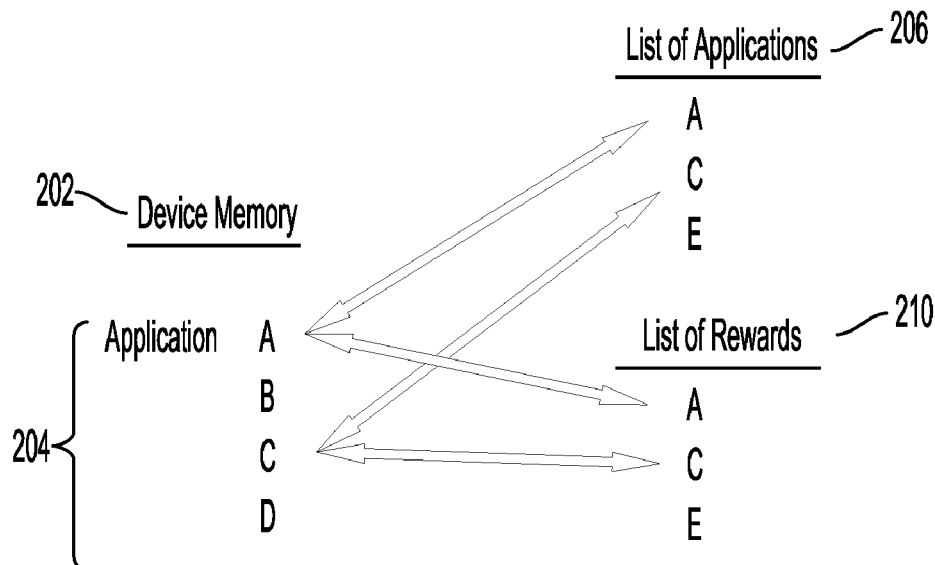 List of Applications 206
A
C
E
202 Device Memory
204 Application A
B
C
D
List of Rewards 210
A
C
E